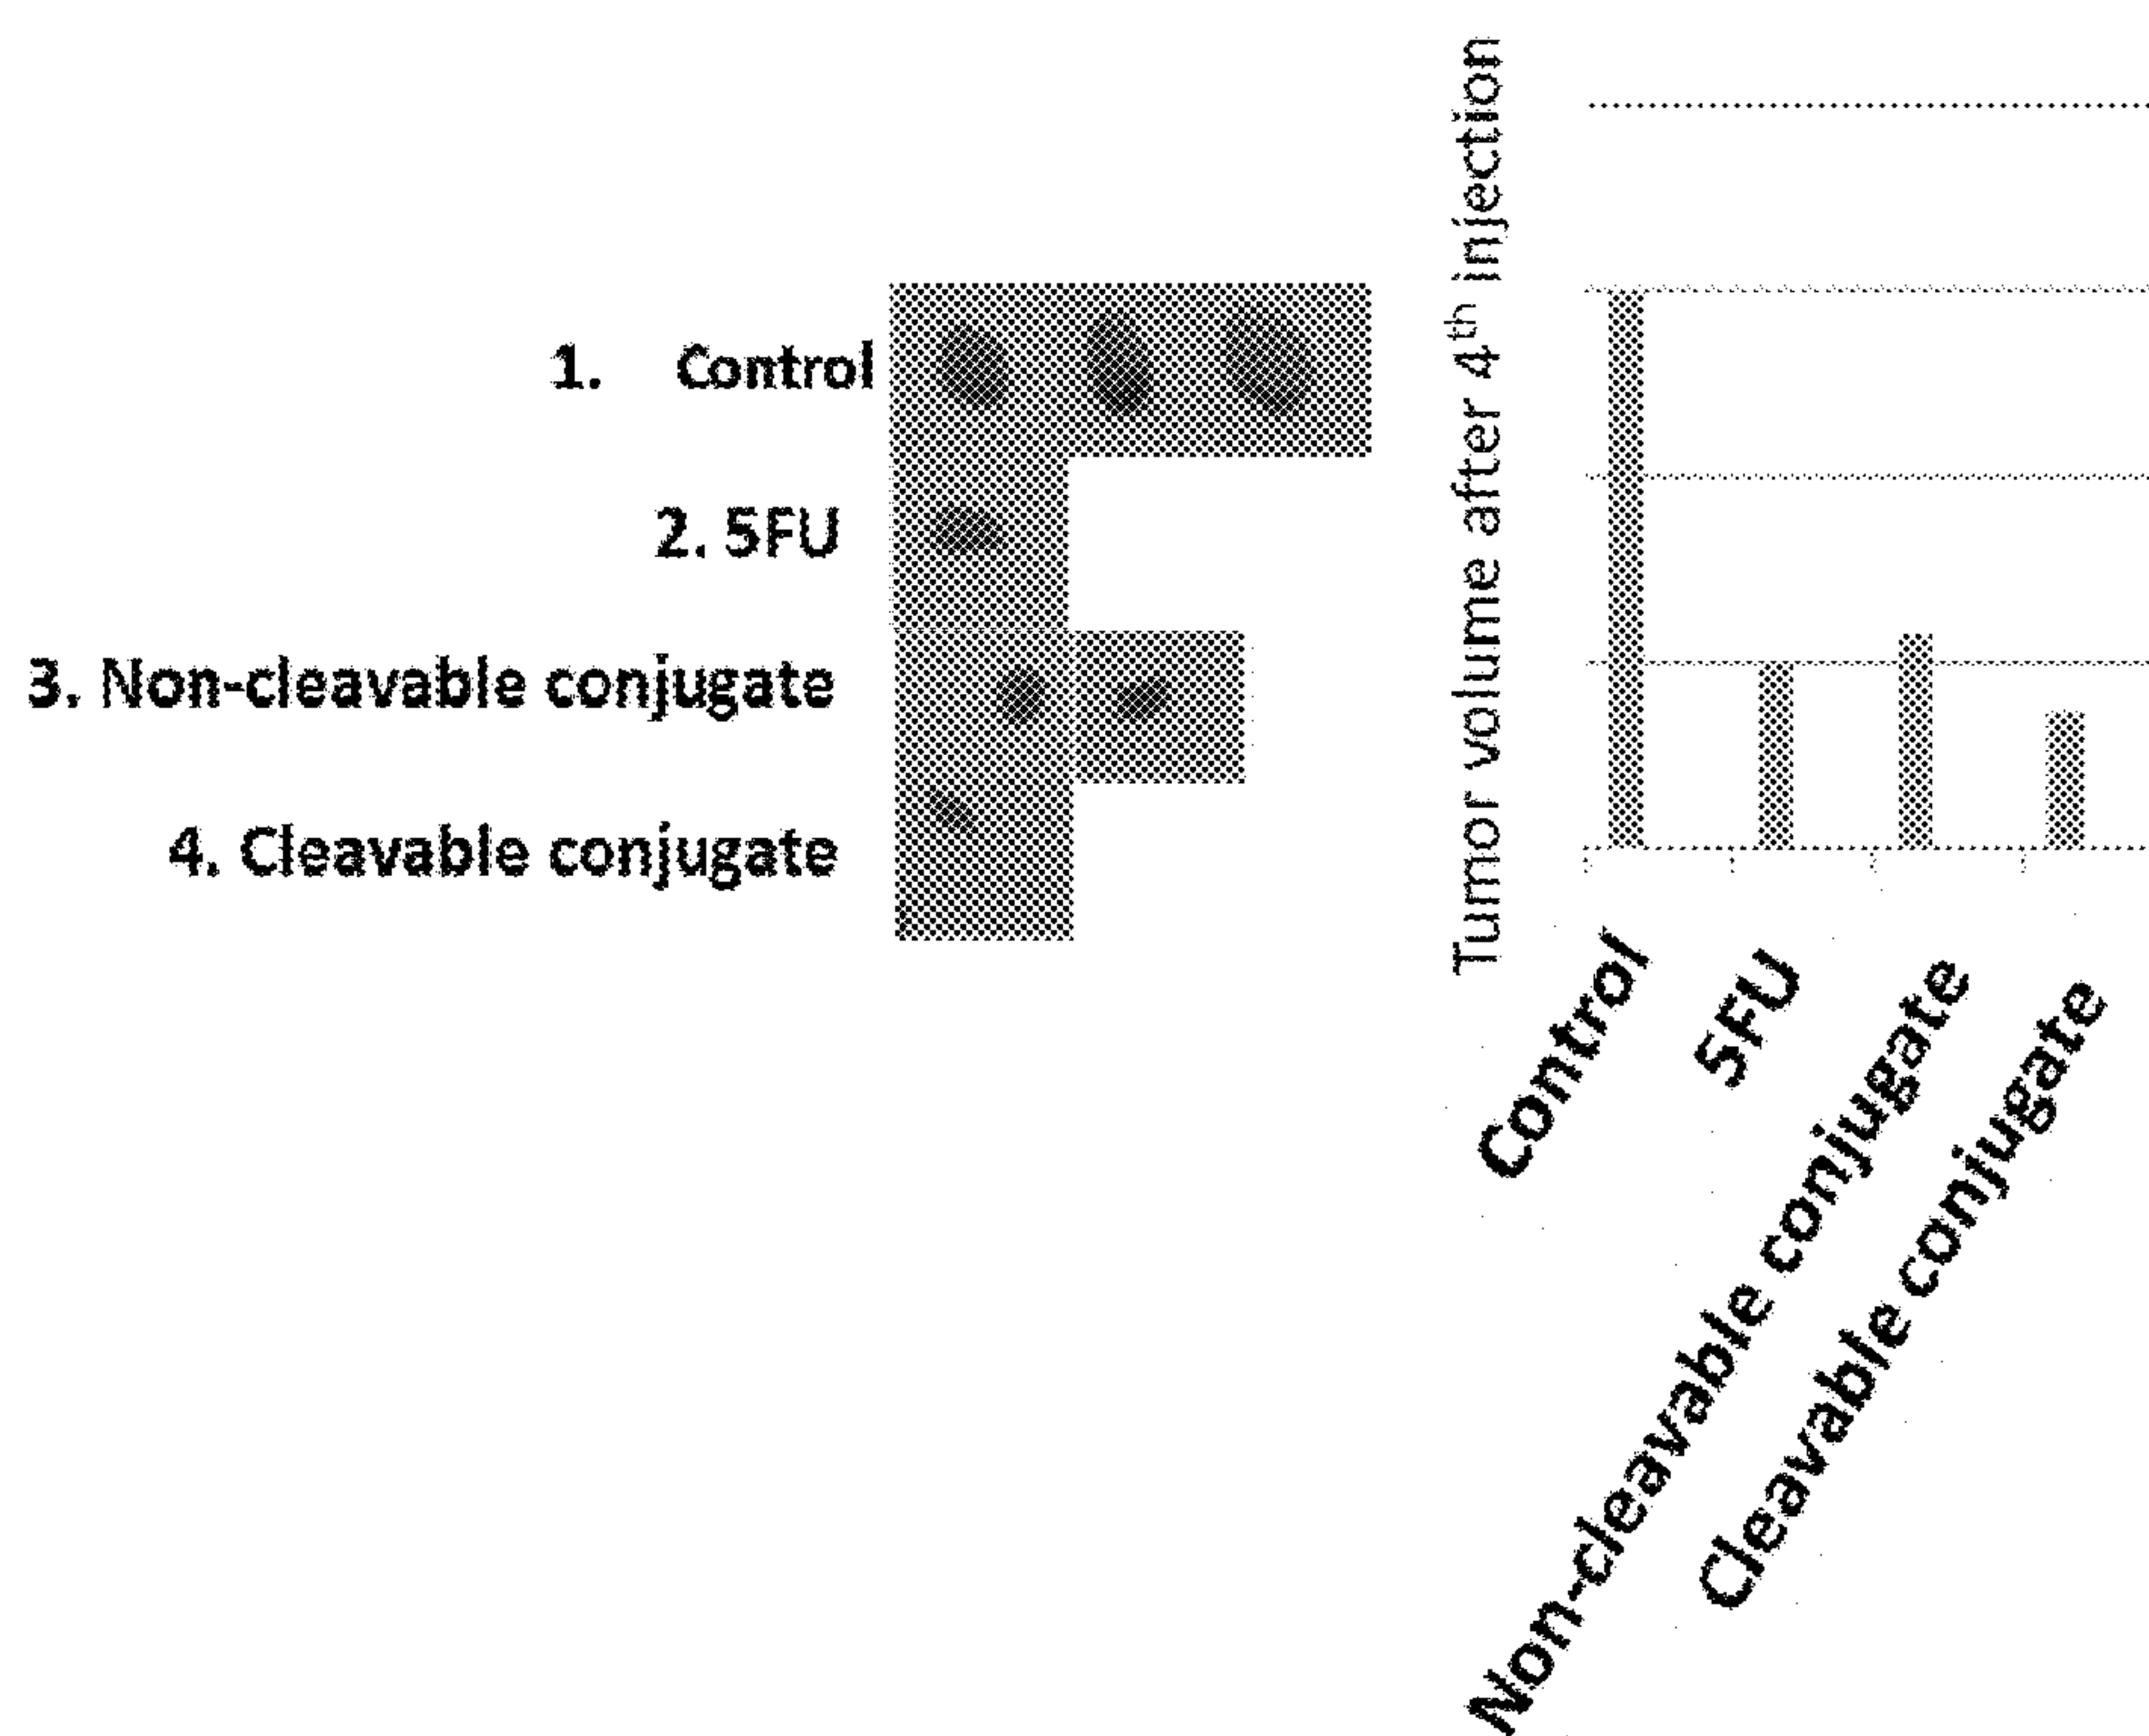 1. Control
2. 5FU
3. Non-cleavable conjugate
4. Cleavable conjugate
Tumor volume after 4th injection
Control
5FU
Non-cleavable conjugate
Cleavable conjugate